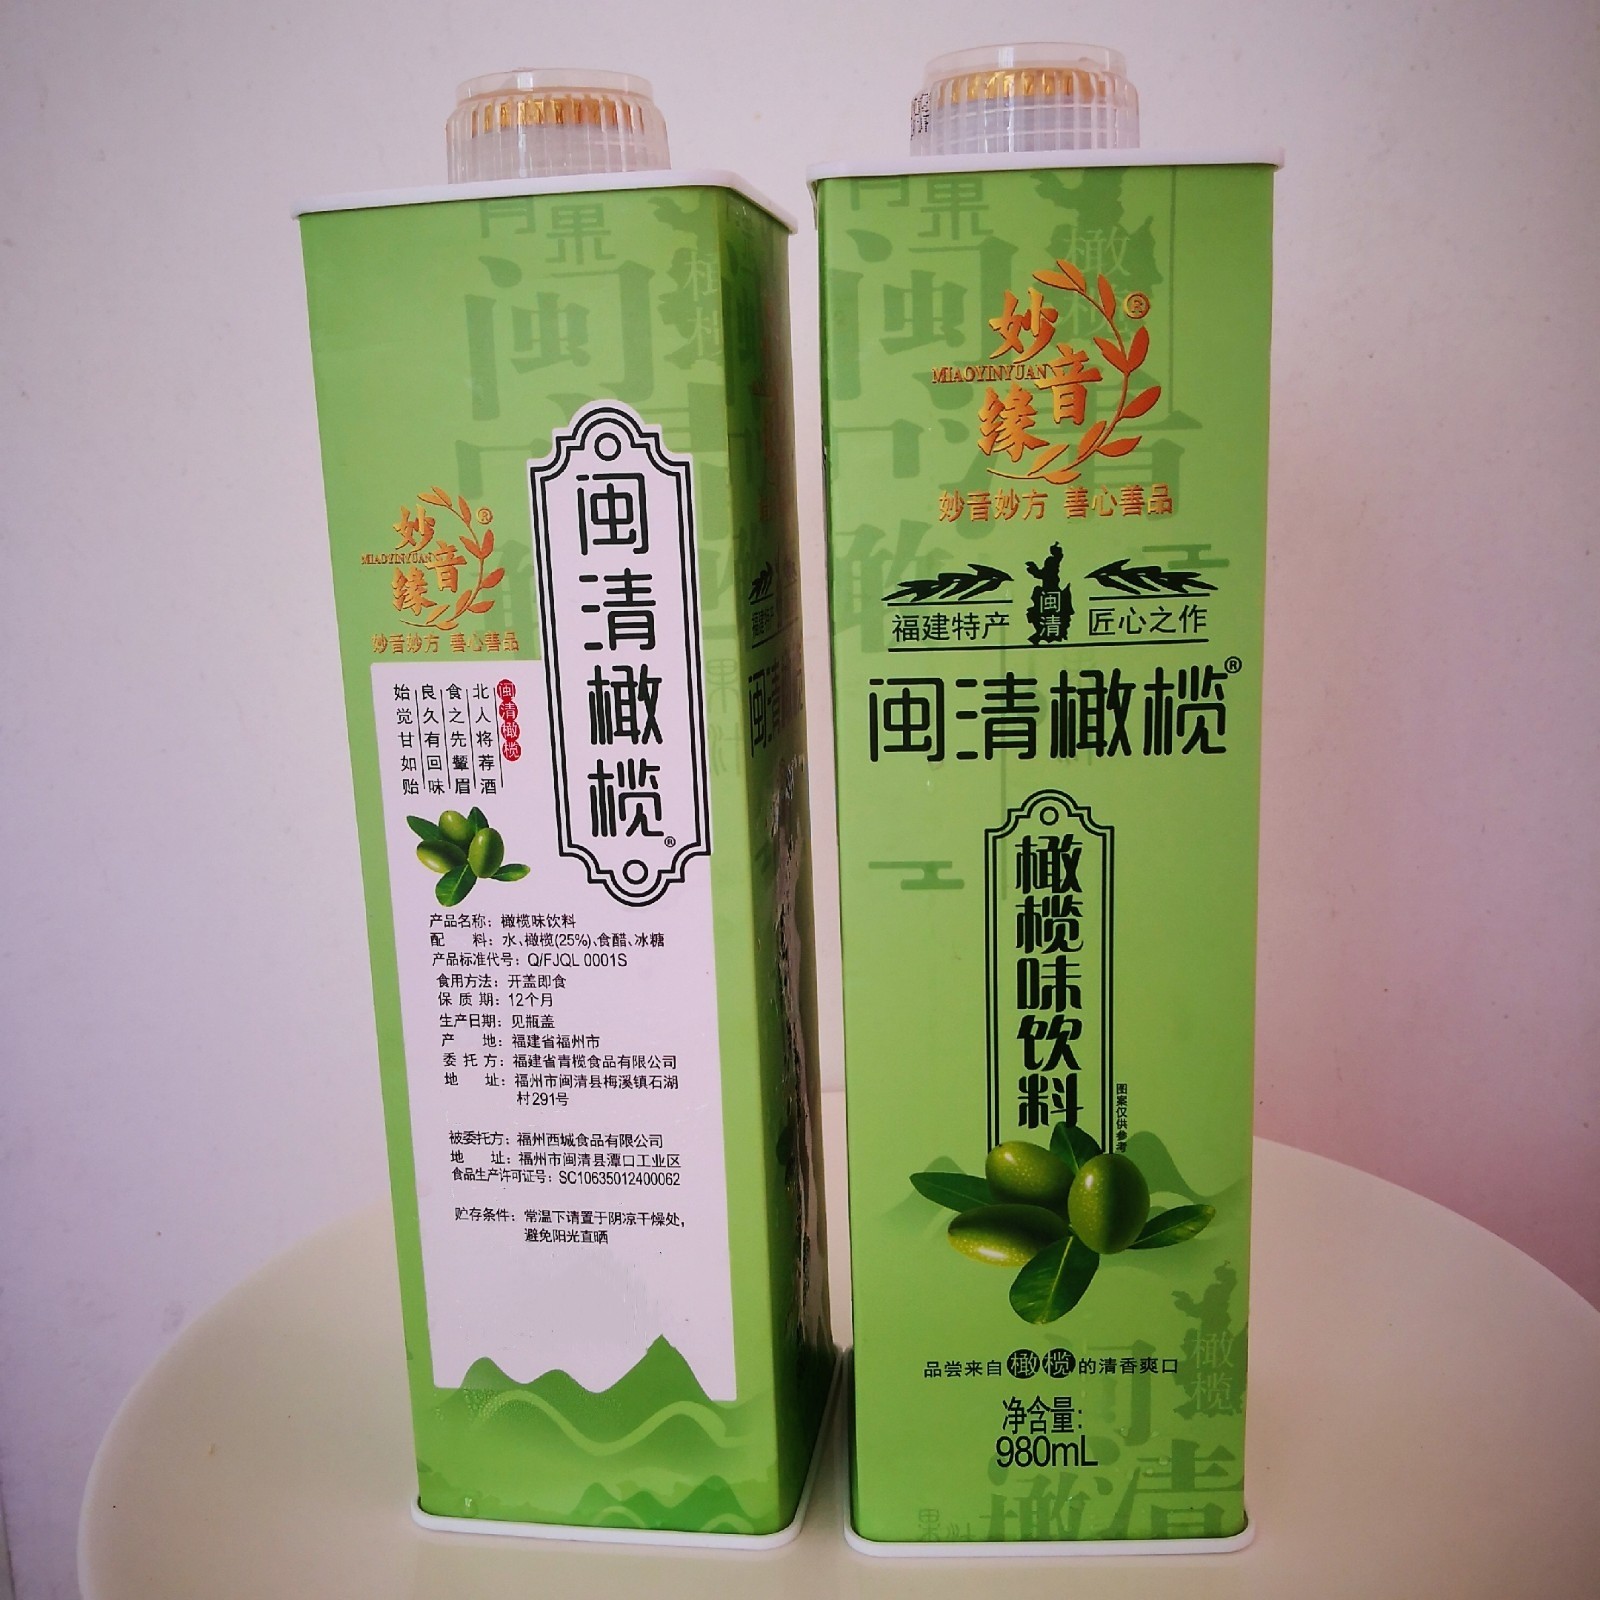 妙音缘®
MIAOYINYUAN
妙音妙方 善心善品
闽清橄榄®
闽清橄榄
北人将荐酒
食之先颦眉
良久有回味
始觉甘如贻
产品名称：橄榄味饮料
配 料：水、橄榄(25%)、食醋、冰糖
产品标准代号：Q/FJQL 0001S
食用方法：开盖即食
保 质 期：12个月
生产日期：见瓶盖
产 地：福建省福州市
委 托 方：福建省青榄食品有限公司
地 址：福州市闽清县梅溪镇石湖
村291号
被委托方：福州西城食品有限公司
地 址：福州市闽清县潭口工业区
食品生产许可证号：SC10635012400062
贮存条件：常温下请置于阴凉干燥处，
避免阳光直晒
妙音缘®
MIAOYINYUAN
妙音妙方 善心善品
福建特产 闽清 匠心之作
闽清橄榄®
橄榄味饮料
图案仅供参考
品尝来自橄榄的清香爽口
净含量：
980mL